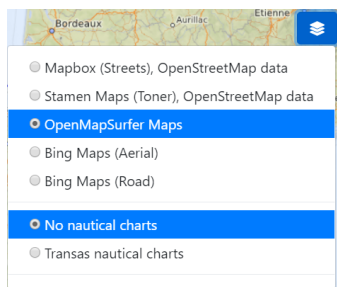 Bordeaux
Aurillac
Etienne
Mapbox (Streets), OpenStreetMap data
Stamen Maps (Toner), OpenStreetMap data
OpenMapSurfer Maps
Bing Maps (Aerial)
Bing Maps (Road)
No nautical charts
Transas nautical charts